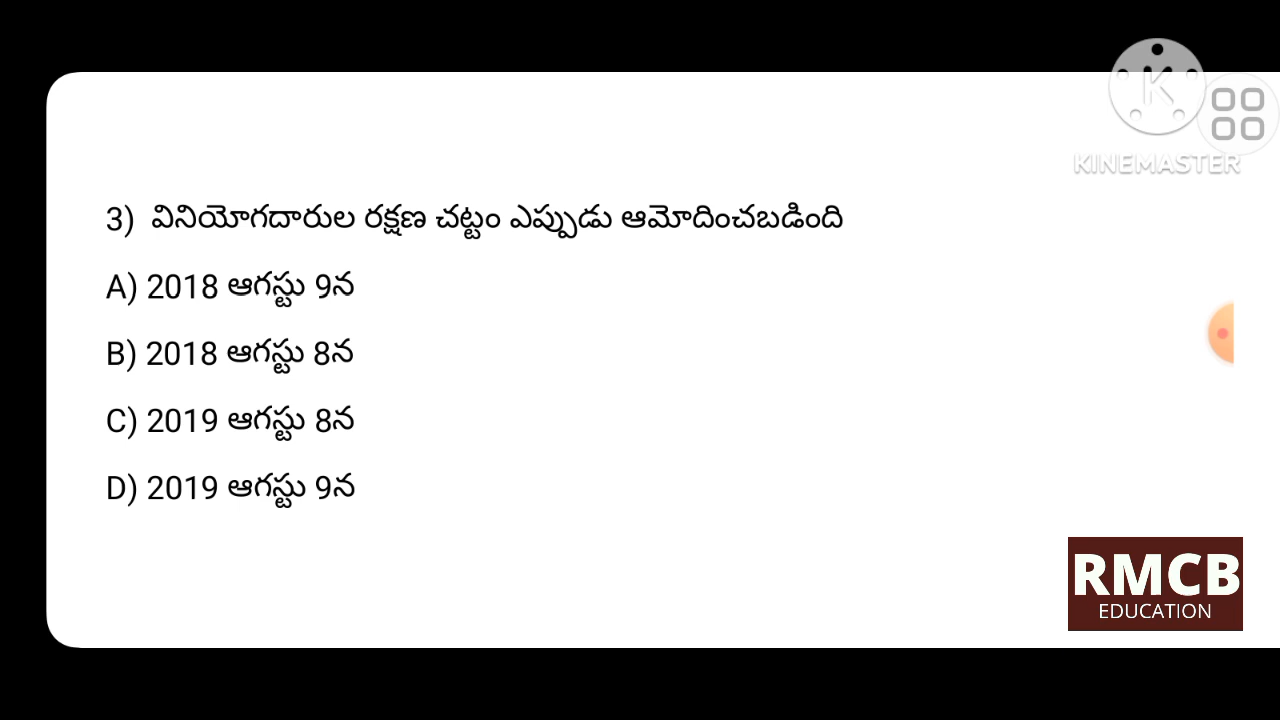 KINEMASTER
3) వినియోగదారుల రక్షణ చట్టం ఎప్పుడు ఆమోదించబడింది
A) 2018 ఆగస్టు 9న
B) 2018 ఆగస్టు 8న
C) 2019 ఆగస్టు 8న
D) 2019 ఆగస్టు 9న
RMCB
EDUCATION